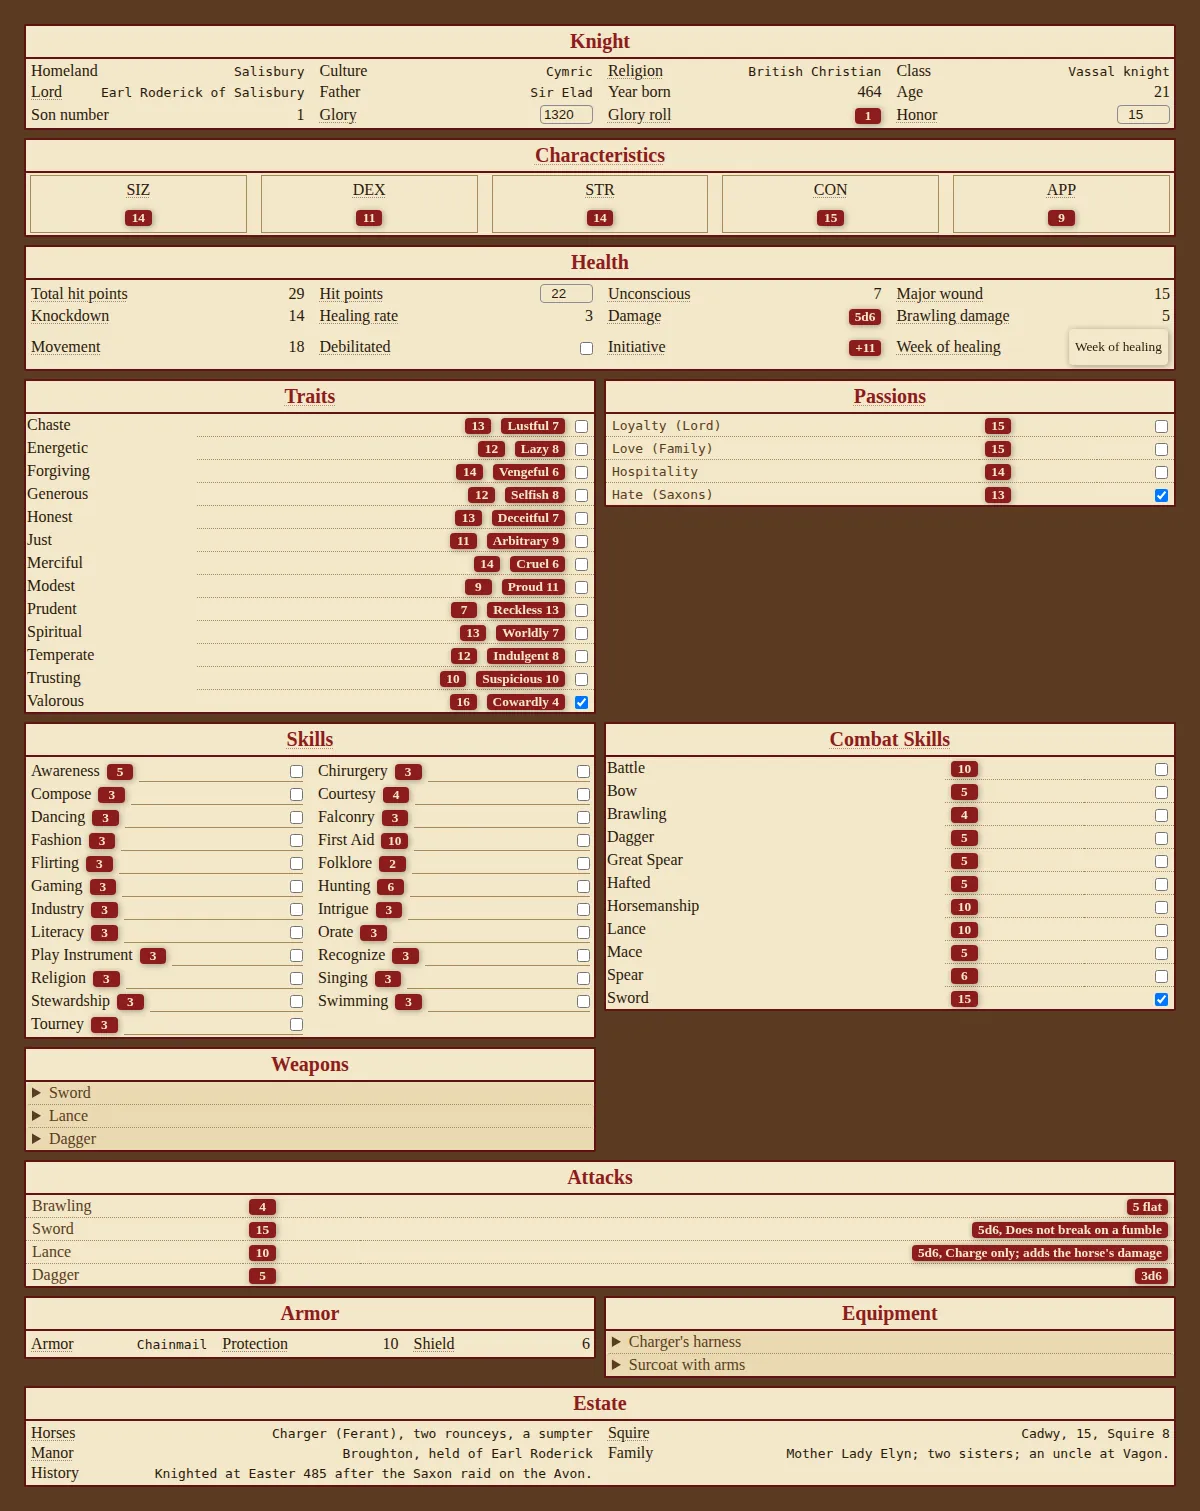 Knight
Homeland Salisbury Culture Cymric Religion British Christian Class Vassal knight
Lord Earl Roderick of Salisbury Father Sir Elad Year born 464 Age 21
Son number 1 Glory 1320 Glory roll 1 Honor 15
Characteristics
SIZ DEX STR CON APP
14 11 14 15 9
Health
Total hit points 29 Hit points 22 Unconscious 7 Major wound 15
Knockdown 14 Healing rate 3 Damage 5d6 Brawling damage 5
Movement 18 Debilitated Initiative +11 Week of healing Week of healing
Traits
Chaste 13 Lustful 7
Energetic 12 Lazy 8
Forgiving 14 Vengeful 6
Generous 12 Selfish 8
Honest 13 Deceitful 7
Just 11 Arbitrary 9
Merciful 14 Cruel 6
Modest 9 Proud 11
Prudent 7 Reckless 13
Spiritual 13 Worldly 7
Temperate 12 Indulgent 8
Trusting 10 Suspicious 10
Valorous 16 Cowardly 4
Passions
Loyalty (Lord) 15
Love (Family) 15
Hospitality 14
Hate (Saxons) 13
Skills
Awareness 5 Chirurgery 3
Compose 3 Courtesy 4
Dancing 3 Falconry 3
Fashion 3 First Aid 10
Flirting 3 Folklore 2
Gaming 3 Hunting 6
Industry 3 Intrigue 3
Literacy 3 Orate 3
Play Instrument 3 Recognize 3
Religion 3 Singing 3
Stewardship 3 Swimming 3
Tourney 3
Combat Skills
Battle 10
Bow 5
Brawling 4
Dagger 5
Great Spear 5
Hafted 5
Horsemanship 10
Lance 10
Mace 5
Spear 6
Sword 15
Weapons
Sword
Lance
Dagger
Attacks
Brawling 4 5 flat
Sword 15 5d6, Does not break on a fumble
Lance 10 5d6, Charge only; adds the horse's damage
Dagger 5 3d6
Armor
Armor Chainmail Protection 10 Shield 6
Equipment
Charger's harness
Surcoat with arms
Estate
Horses Charger (Ferant), two rounceys, a sumpter Squire Cadwy, 15, Squire 8
Manor Broughton, held of Earl Roderick Family Mother Lady Elyn; two sisters; an uncle at Vagon.
History Knighted at Easter 485 after the Saxon raid on the Avon.